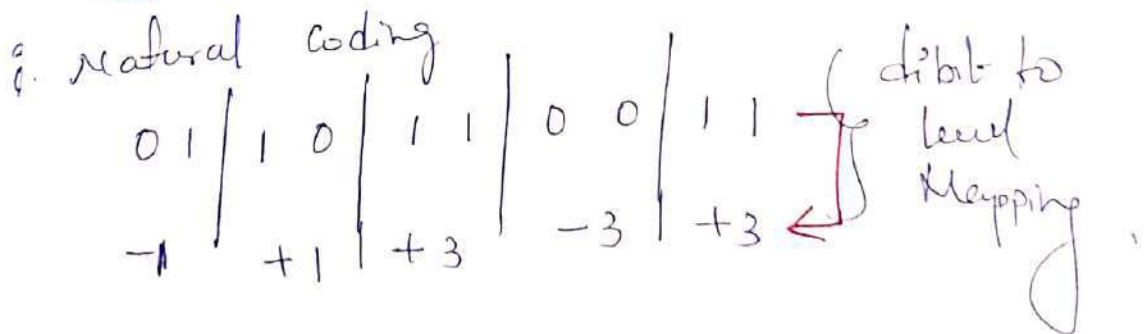 i. Natural Coding
0 1 | 1 0 | 1 1 | 0 0 | 1 1
-1 +1 | +3 | -3 | +3
dibit to
level
Mapping.